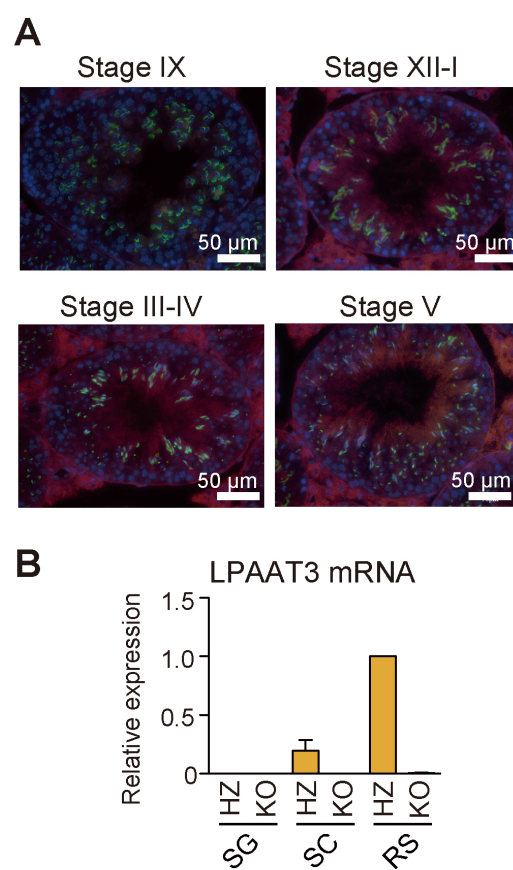 A
Stage IX
Stage XII-I
50 µm
50 µm
Stage III-IV
Stage V
50 µm
50 µm
B
LPAAT3 mRNA
Relative expression
1.5
1.0
0.5
0
HZ KO HZ KO HZ KO
SG SC RS